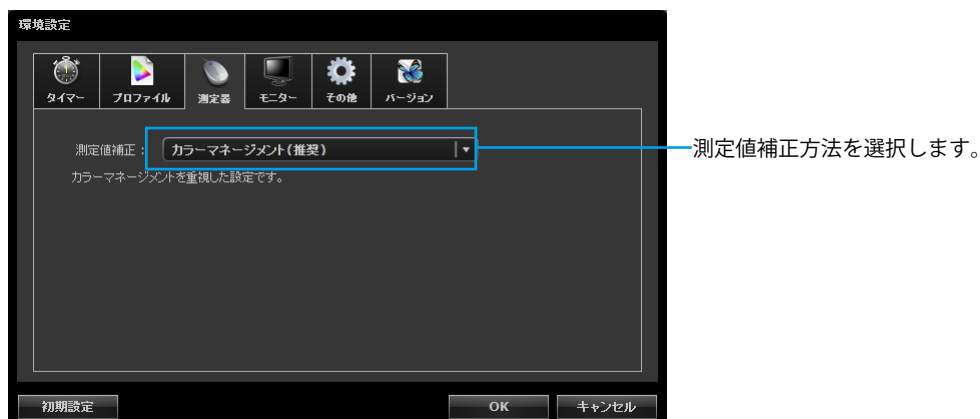 環境設定
タイマー プロファイル 測定器 モニター その他 バージョン
測定値補正： カラーマネージメント(推奨)
測定値補正方法を選択します。
カラーマネージメントを重視した設定です。
初期設定 OK キャンセル